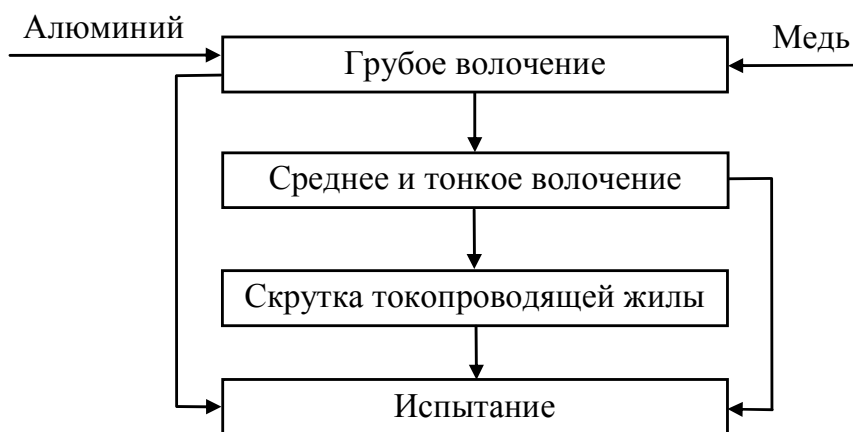 Алюминий
Медь
Грубое волочение
Среднее и тонкое волочение
Скрутка токопроводящей жилы
Испытание